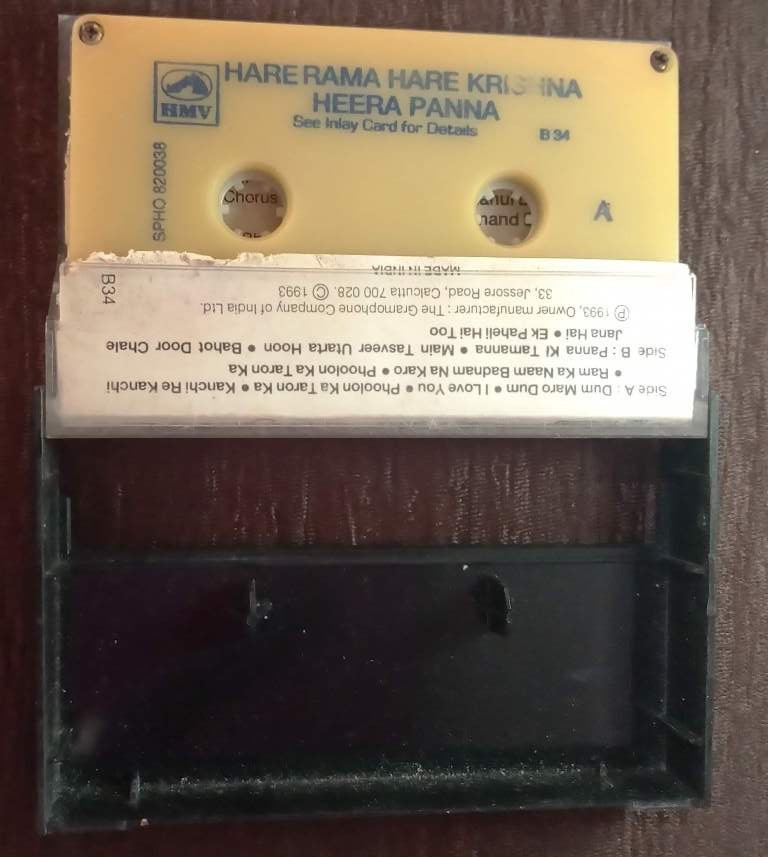 HMV
HARE RAMA HARE KRISHNA
HEERA PANNA
See Inlay Card for Details
B 34
SPHO 820038
Chorus
A
Side A : Dum Maro Dum • I Love You • Phoolon Ka Taron Ka • Kanchi Re Kanchi
• Ram Ka Naam Badnam Na Karo • Phoolon Ka Taron Ka
Side B : Panna Ki Tamanna • Main Tasveer Utarta Hoon • Bahot Door Chale
Jana Hai • Ek Paheli Hai Too
Ⓟ 1993, Owner manufacturer : The Gramophone Company of India Ltd.
33, Jessore Road, Calcutta 700 028. Ⓒ 1993
MADE IN INDIA
B34